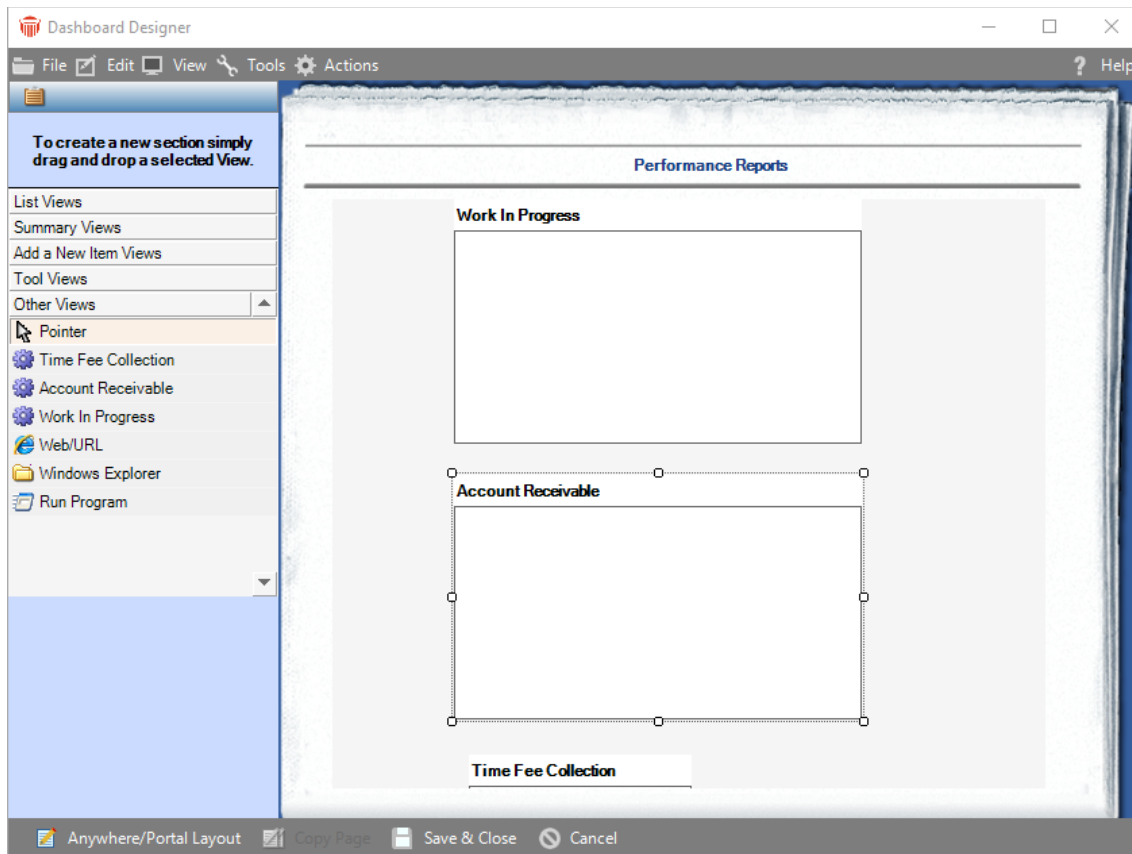 Dashboard Designer
File Edit View Tools Actions ? Help
To create a new section simply
drag and drop a selected View.
List Views
Summary Views
Add a New Item Views
Tool Views
Other Views
Pointer
Time Fee Collection
Account Receivable
Work In Progress
Web/URL
Windows Explorer
Run Program
Performance Reports
Work In Progress
Account Receivable
Time Fee Collection
Anywhere/Portal Layout Copy Page Save & Close Cancel